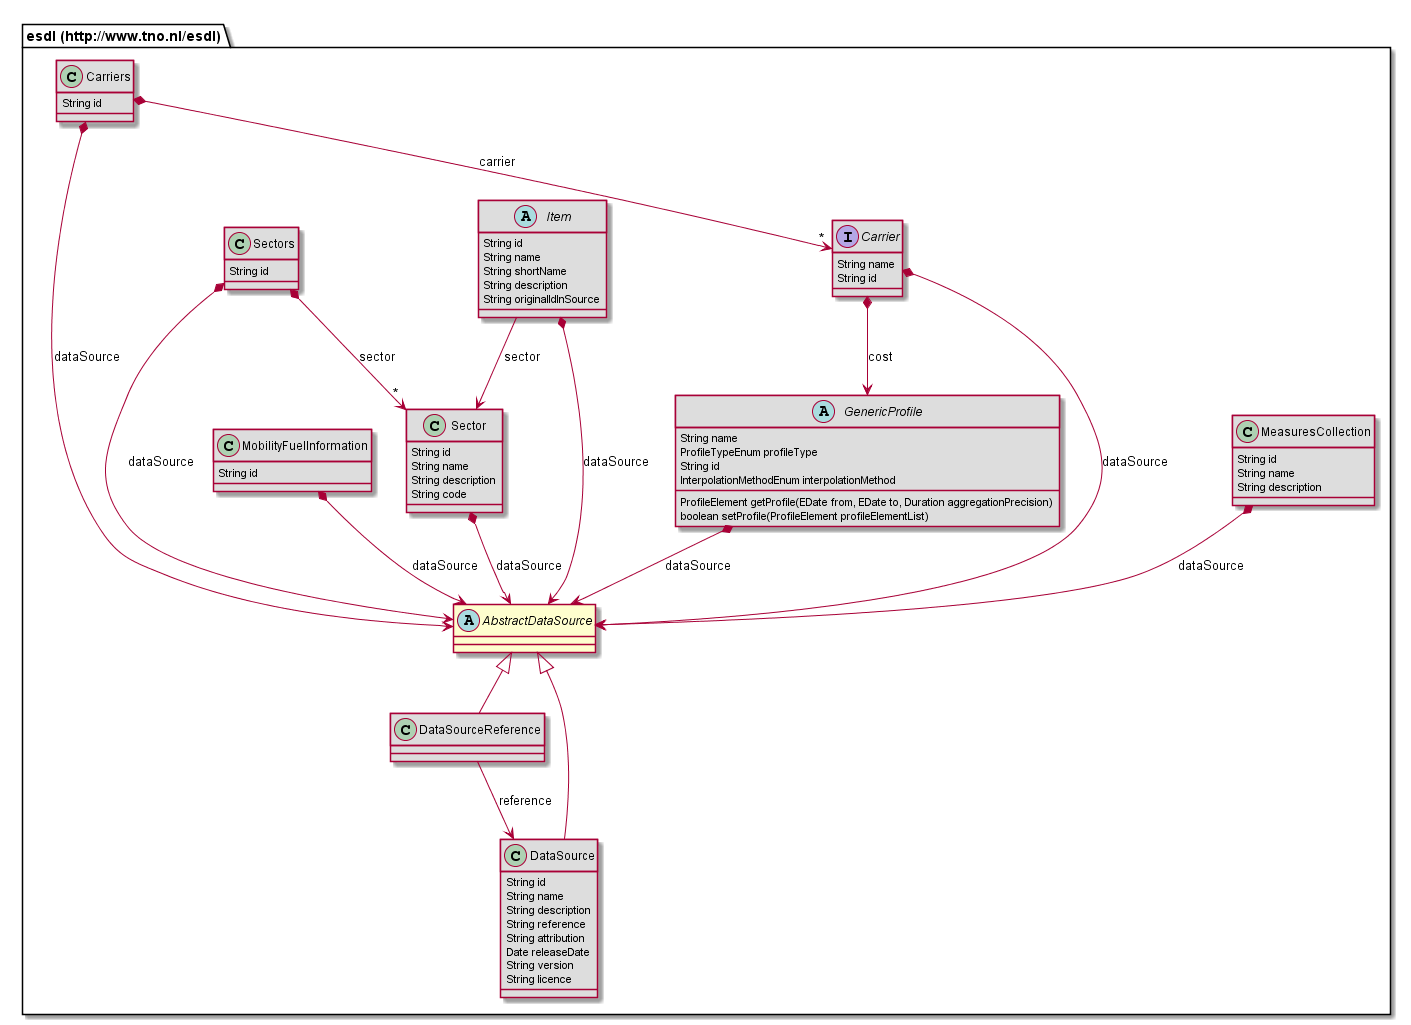 esdl (http://www.tno.nl/esdl)
C Carriers
String id
carrier
A Item
String id
String name
String shortName
String description
String originalIdInSource
*
I Carrier
String name
String id
C Sectors
String id
dataSource
sector
sector
cost
*
A GenericProfile
String name
ProfileTypeEnum profileType
String id
InterpolationMethodEnum interpolationMethod
ProfileElement getProfile(EDate from, EDate to, Duration aggregationPrecision)
boolean setProfile(ProfileElement profileElementList)
C Sector
String id
String name
String description
String code
C MobilityFuelInformation
String id
C MeasuresCollection
String id
String name
String description
dataSource
dataSource
dataSource
dataSource
dataSource
dataSource
dataSource
A AbstractDataSource
C DataSourceReference
reference
C DataSource
String id
String name
String description
String reference
String attribution
Date releaseDate
String version
String licence